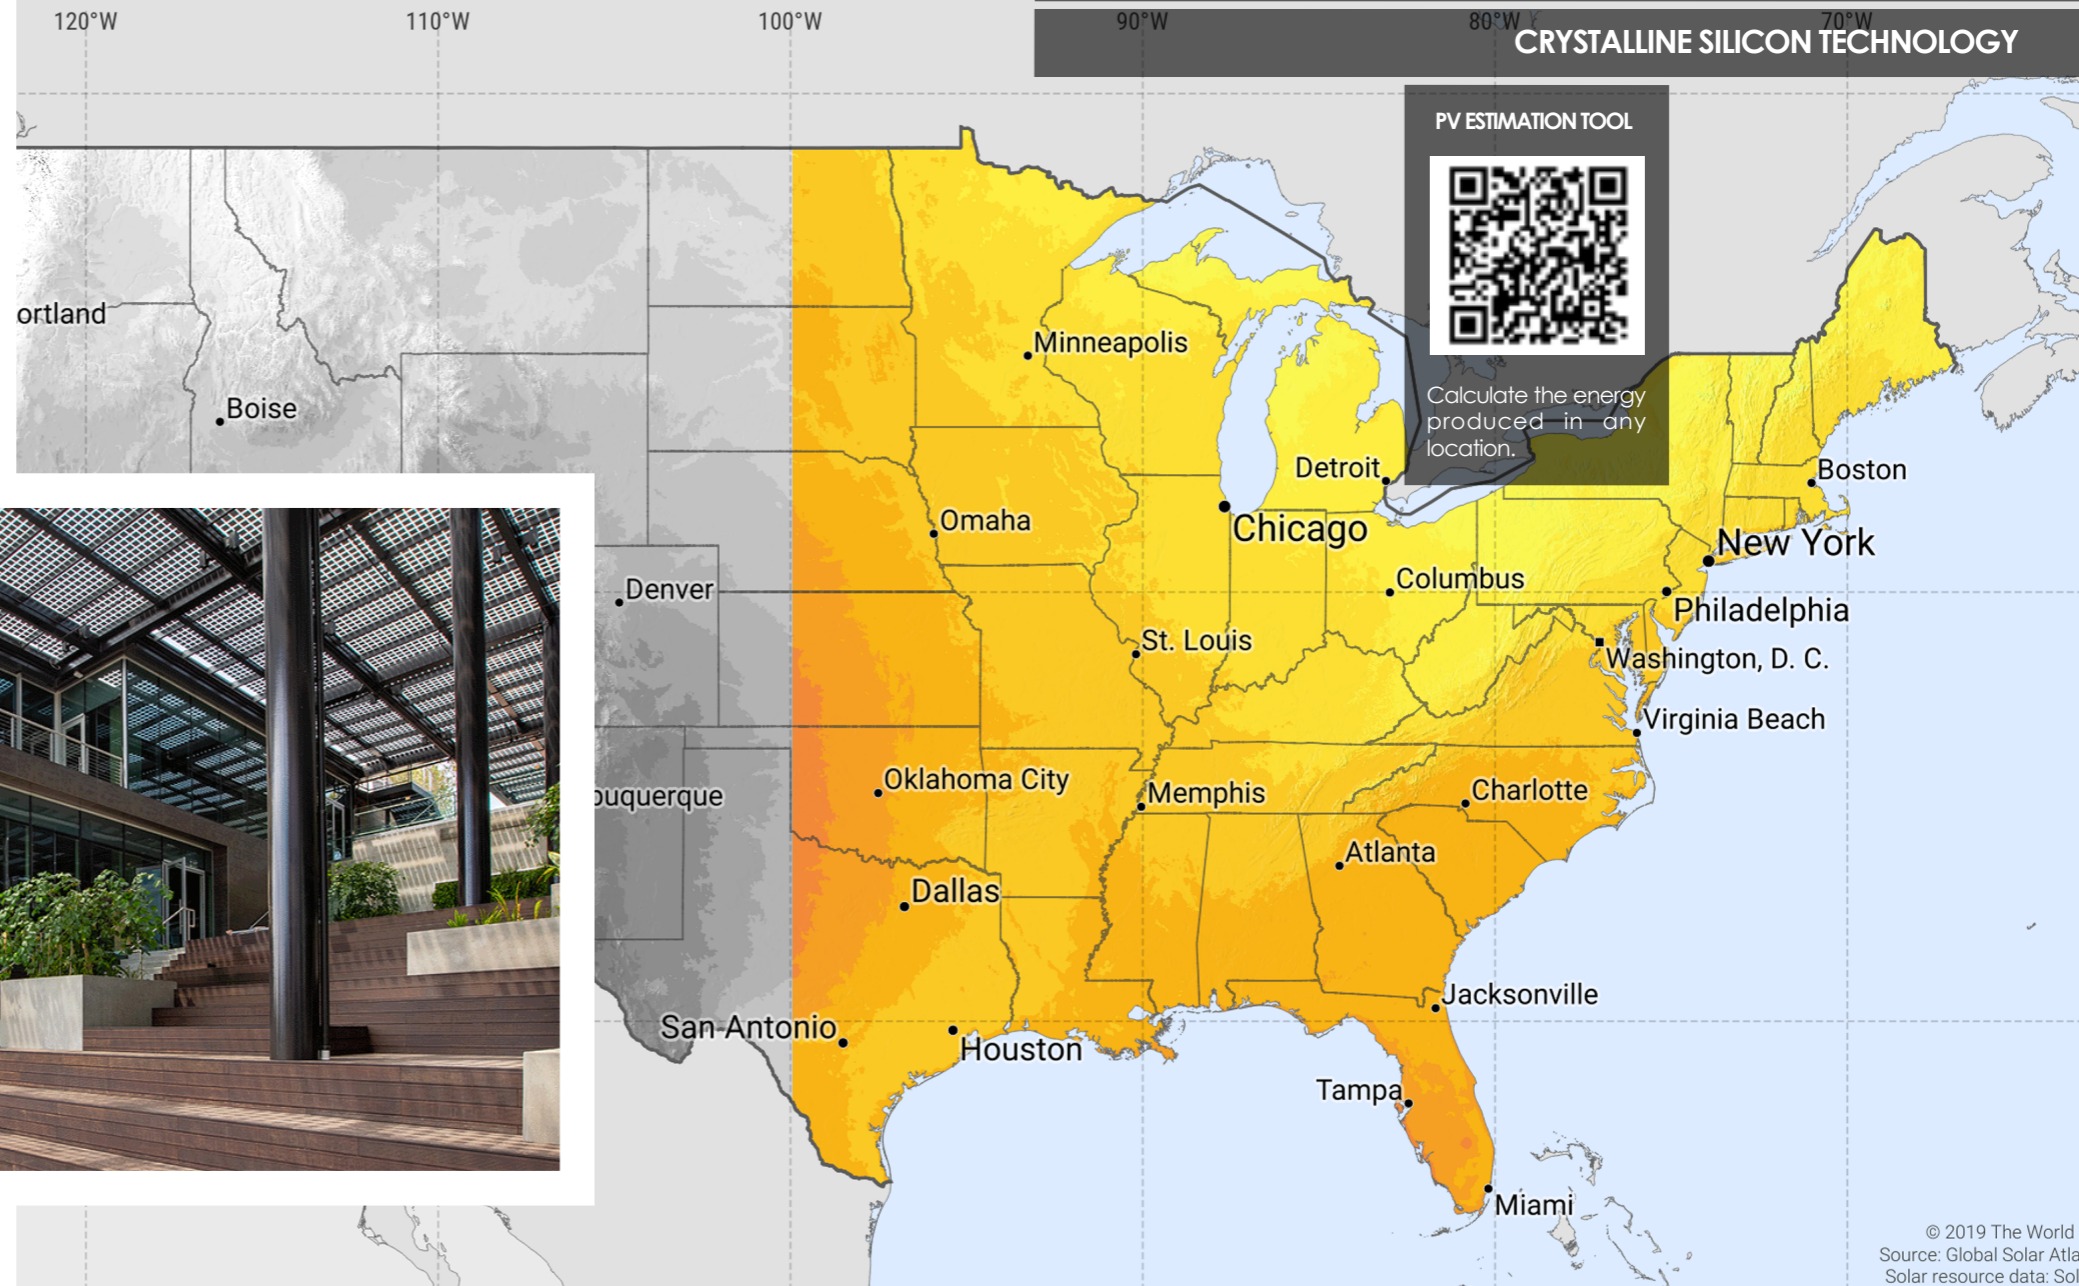 120°W
110°W
100°W
90°W
80°W
70°W
CRYSTALLINE SILICON TECHNOLOGY
PV ESTIMATION TOOL
Calculate the energy
produced in any
location.
ortland
Boise
Minneapolis
Detroit
Boston
Omaha
Chicago
New York
Denver
Columbus
Philadelphia
St. Louis
Washington, D. C.
Virginia Beach
buquerque
Oklahoma City
Memphis
Charlotte
Atlanta
Dallas
Jacksonville
San Antonio
Houston
Tampa
Miami
© 2019 The World
Source: Global Solar Atla
Solar resource data: Sol